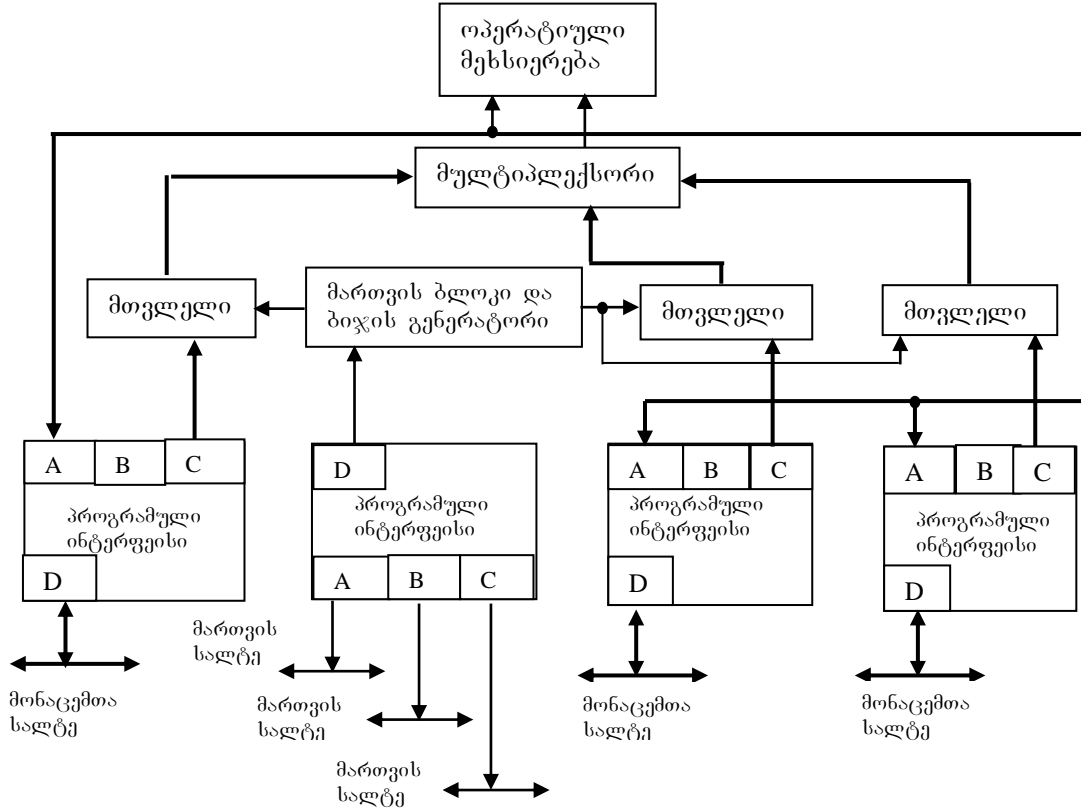 ოპერატიული
მეხსიერება
მულტიპლექსორი
მთვლელი
მართვის ბლოკი და
ბიჯის გენერატორი
მთვლელი
მთვლელი
A B C
პროგრამული
ინტერფეისი
D
D
პროგრამული
ინტერფეისი
A B C
A B C
პროგრამული
ინტერფეისი
D
A B C
პროგრამული
ინტერფეისი
D
მონაცემთა
სალტე
მართვის
სალტე
მართვის
სალტე
მართვის
სალტე
მონაცემთა
სალტე
მონაცემთა
სალტე